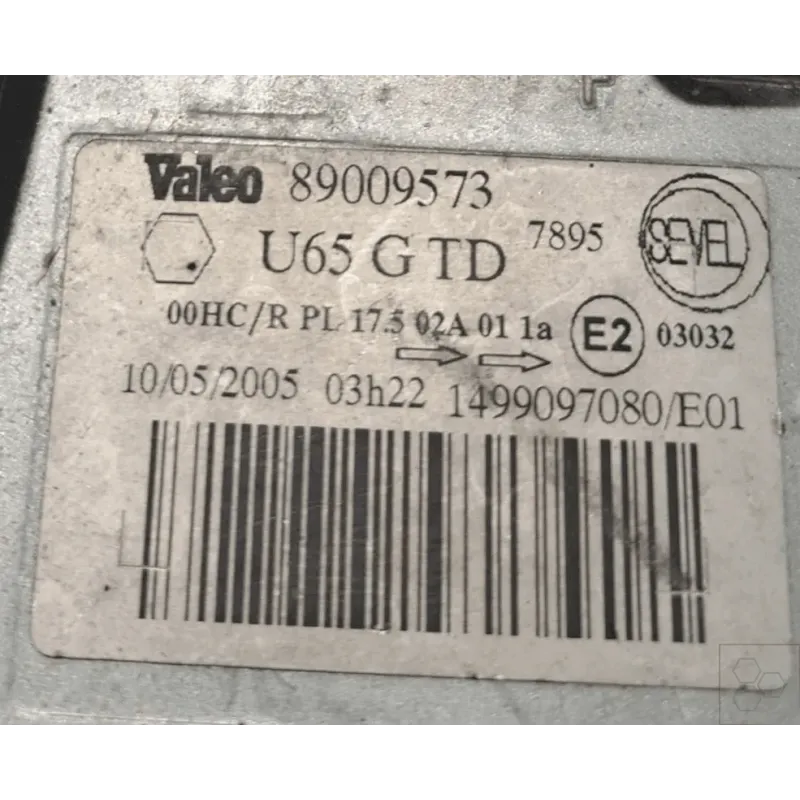 Valeo 89009573
U65 G TD 7895 SEVEL
00HC/R PL 17.5 02A 01 1a E2 03032
10/05/2005 03h22 1499097080/E01